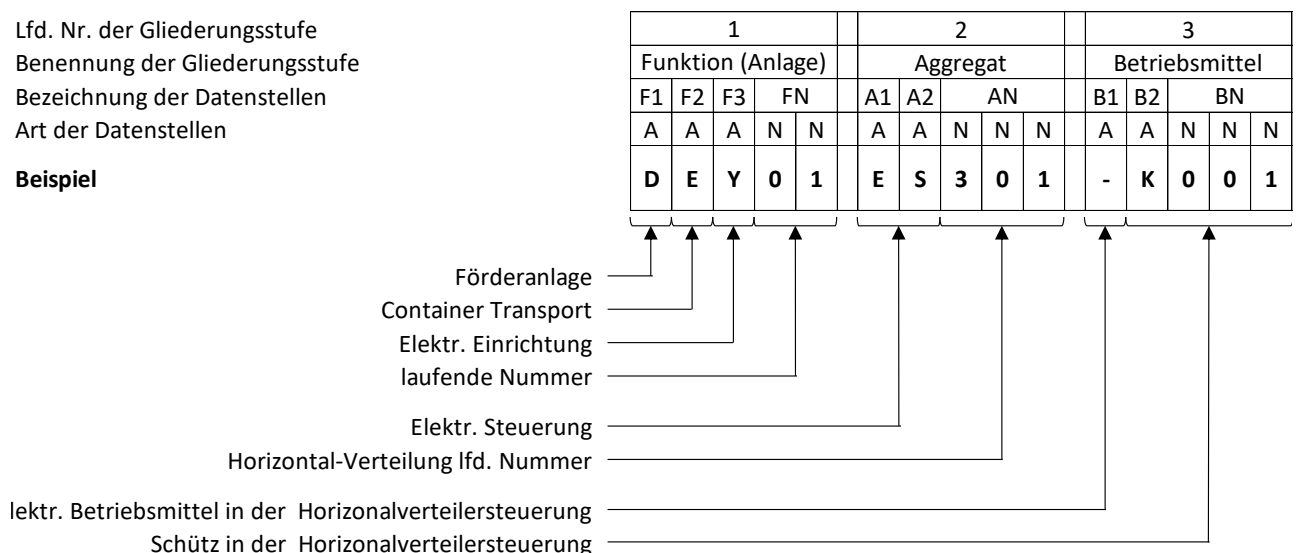 Lfd. Nr. der Gliederungsstufe 1 2 3
Benennung der Gliederungsstufe Funktion (Anlage) Aggregat Betriebsmittel
Bezeichnung der Datenstellen F1 F2 F3 FN A1 A2 AN B1 B2 BN
Art der Datenstellen A A A N N A A N N N A A N N N
Beispiel D E Y 0 1 E S 3 0 1 - K 0 0 1
Förderanlage
Container Transport
Elektr. Einrichtung
laufende Nummer
Elektr. Steuerung
Horizontal-Verteilung lfd. Nummer
lektr. Betriebsmittel in der Horizonalverteilersteuerung
Schütz in der Horizonalverteilersteuerung